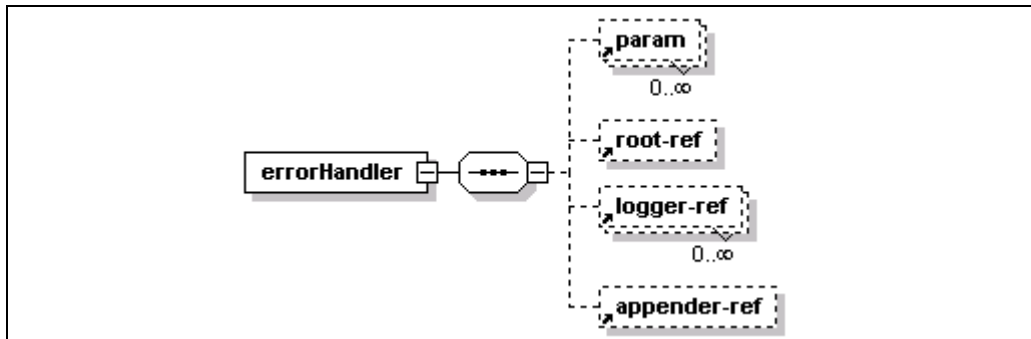 param
0..∞
root-ref
errorHandler
logger-ref
0..∞
appender-ref